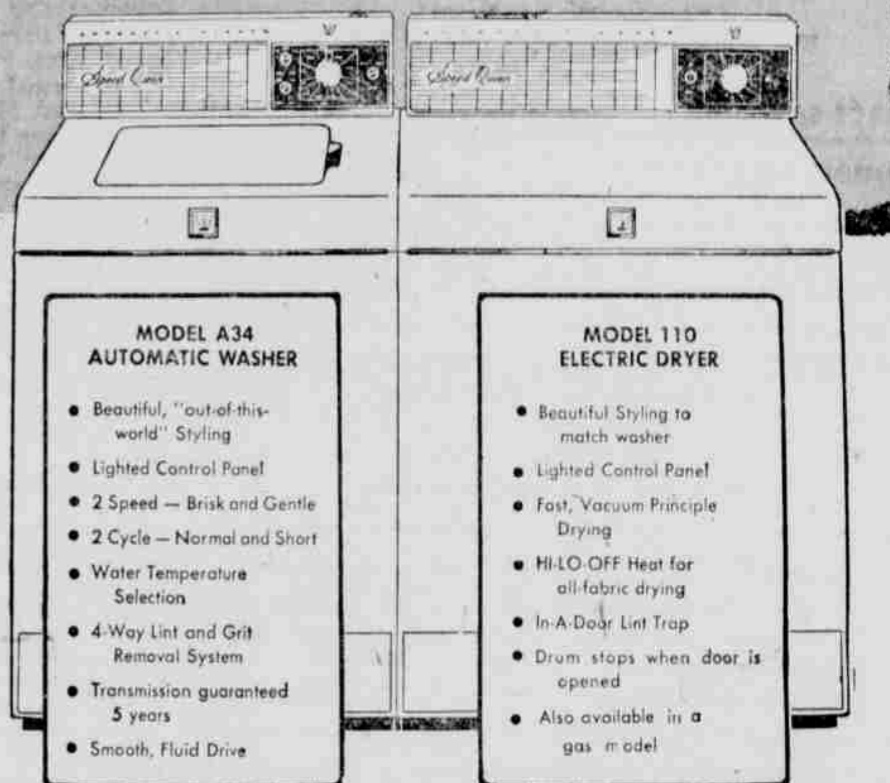 Speed Queen
Speed Queen
MODEL A34
AUTOMATIC WASHER
● Beautiful, "out-of-this-
world" Styling
● Lighted Control Panel
● 2 Speed — Brisk and Gentle
● 2 Cycle — Normal and Short
● Water Temperature
Selection
● 4-Way Lint and Grit
Removal System
● Transmission guaranteed
5 years
● Smooth, Fluid Drive
MODEL 110
ELECTRIC DRYER
● Beautiful Styling to
match washer
● Lighted Control Panel
● Fast, Vacuum Principle
Drying
● HI-LO-OFF Heat for
all-fabric drying
● In-A-Door Lint Trap
● Drum stops when door is
opened
● Also available in a
gas model